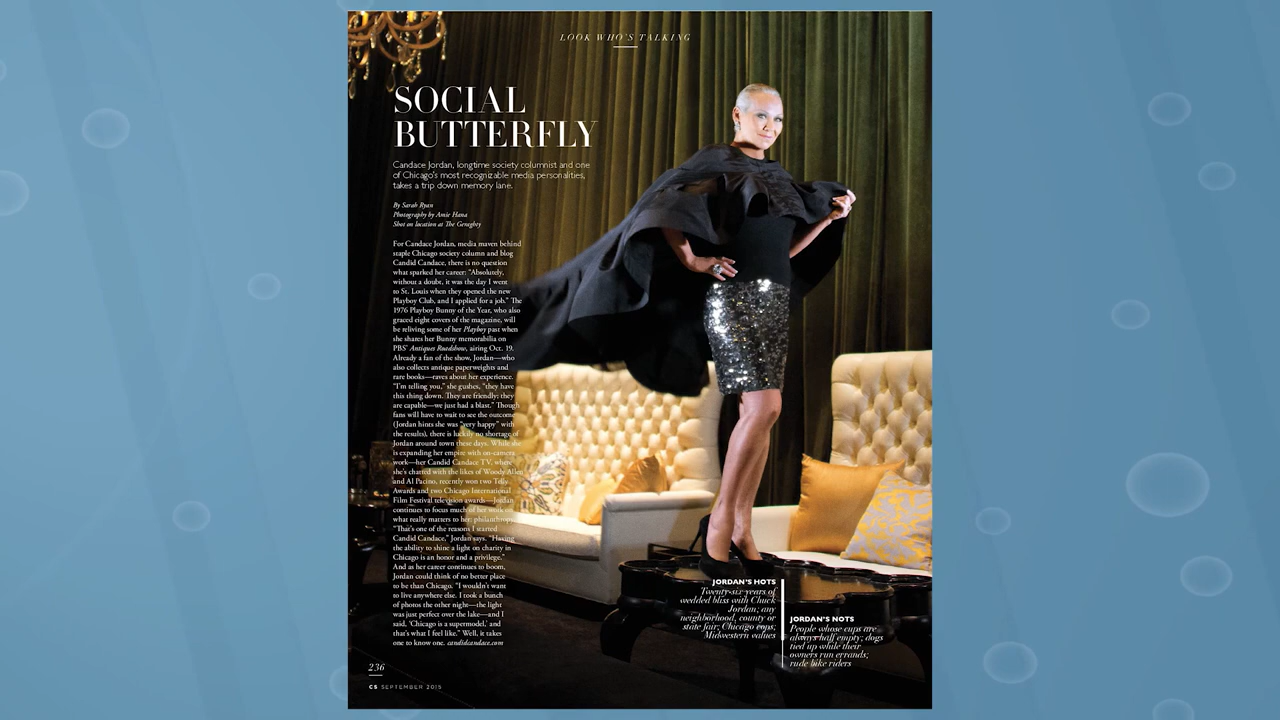 LOOK WHO'S TALKING
SOCIAL
BUTTERFLY
Candace Jordan, longtime society columnist and one
of Chicago's most recognizable media personalities,
takes a trip down memory lane.
By Sarah Ryan
Photography by Amie Hana
Shot on location at The Geraghty
For Candace Jordan, media maven behind
staple Chicago society column and blog
Candid Candace, there is no question
what sparked her career: "Absolutely,
without a doubt, it was the day I went
to St. Louis when they opened the new
Playboy Club, and I applied for a job." The
1976 Playboy Bunny of the Year, who also
graced eight covers of the magazine, will
be reliving some of her Playboy past when
she shares her Bunny memorabilia on
PBS' Antiques Roadshow, airing Oct. 19.
Already a fan of the show, Jordan—who
also collects antique paperweights and
rare books—raves about her experience.
"I'm telling you," she gushes, "they have
this thing down. They are friendly; they
are capable—we just had a blast." Though
fans will have to wait to see the outcome
(Jordan hints she was "very happy" with
the results), there is luckily no shortage of
Jordan around town these days. While she
is expanding her empire with on-camera
work—her Candid Candace TV, where
she's chatted with the likes of Woody Allen
and Al Pacino, recently won two Telly
Awards and two Chicago International
Film Festival television awards—Jordan
continues to focus much of her work on
what really matters to her: philanthropy.
"That's one of the reasons I started
Candid Candace," Jordan says. "Having
the ability to shine a light on charity in
Chicago is an honor and a privilege."
And as her career continues to boom,
Jordan could think of no better place
to be than Chicago. "I wouldn't want
to live anywhere else. I took a bunch
of photos the other night—the light
was just perfect over the lake—and I
said, 'Chicago is a supermodel,' and
that's what I feel like." Well, it takes
one to know one. candidcandace.com
JORDAN'S HOTS
Twenty-six years of
wedded bliss with Chuck
Jordan; any
neighborhood, county or
state fair; Chicago cops;
Midwestern values
JORDAN'S NOTS
People whose cups are
always half empty; dogs
tied up while their
owners run errands;
rude bike riders
236
CS SEPTEMBER 2015